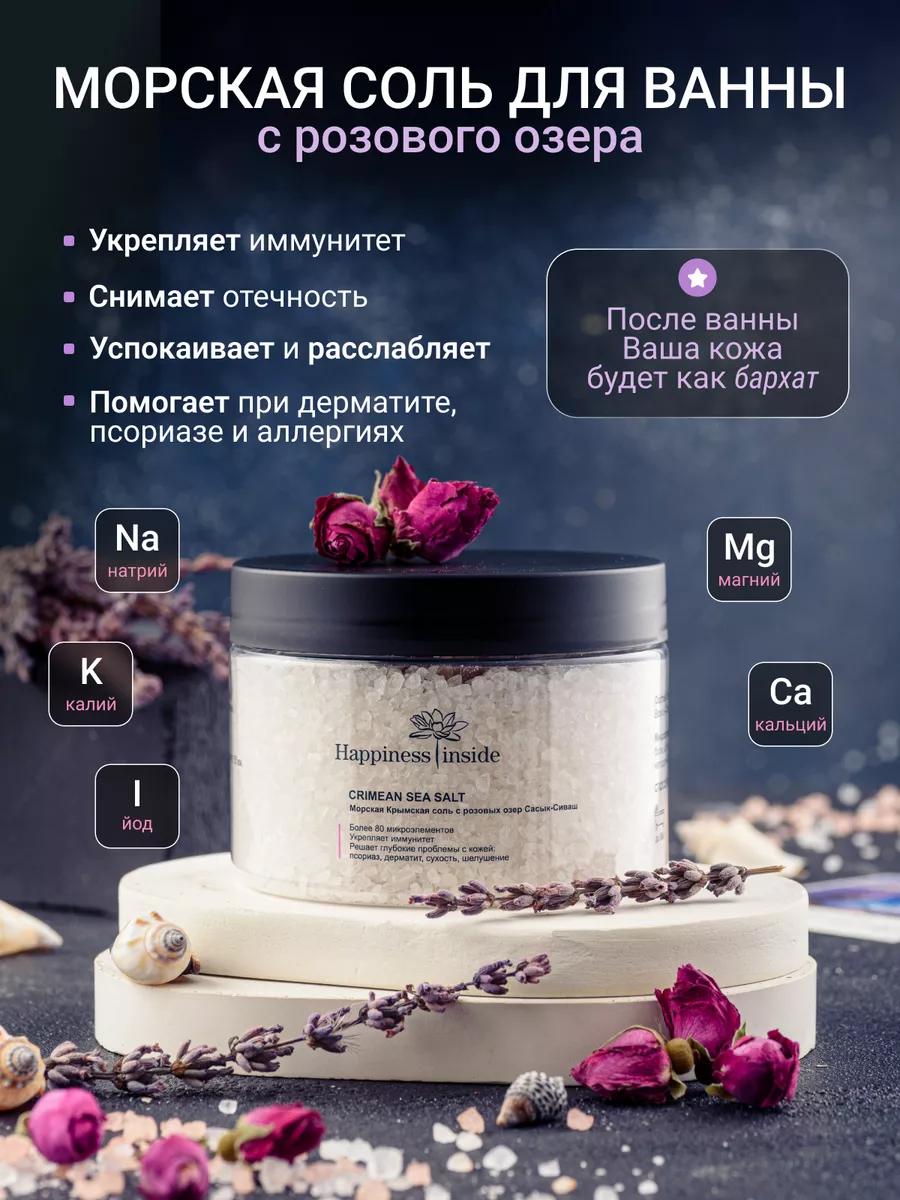 МОРСКАЯ СОЛЬ ДЛЯ ВАННЫ
с розового озера
Укрепляет иммунитет
Снимает отечность
Успокаивает и расслабляет
Помогает при дерматите,
псориазе и аллергиях
После ванны
Ваша кожа
будет как бархат
Na
натрий
Mg
магний
K
калий
Ca
кальций
I
йод
Happiness inside
CRIMEAN SEA SALT
Морская Крымская соль с розовых озер Сасык-Сиваш
Более 80 микроэлементов
Укрепляет иммунитет
Решает глубокие проблемы с кожей:
псориаз, дерматит, сухость, шелушение